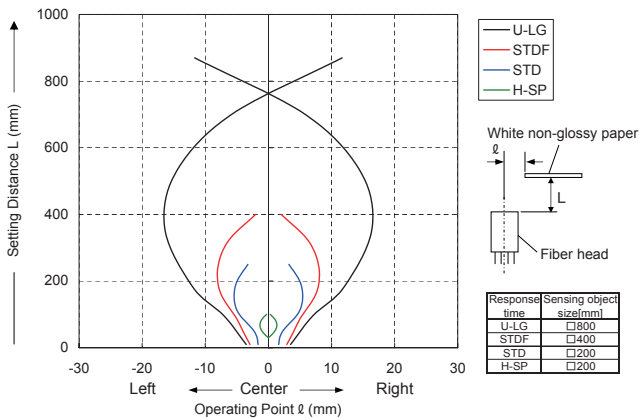 1000
800
600
400
200
0
Setting Distance L (mm)
-30 -20 -10 0 10 20 30
Left Center Right
Operating Point ℓ (mm)
U-LG
STDF
STD
H-SP
White non-glossy paper
ℓ
L
Fiber head
Response time Sensing object size[mm]
U-LG □800
STDF □400
STD □200
H-SP □200